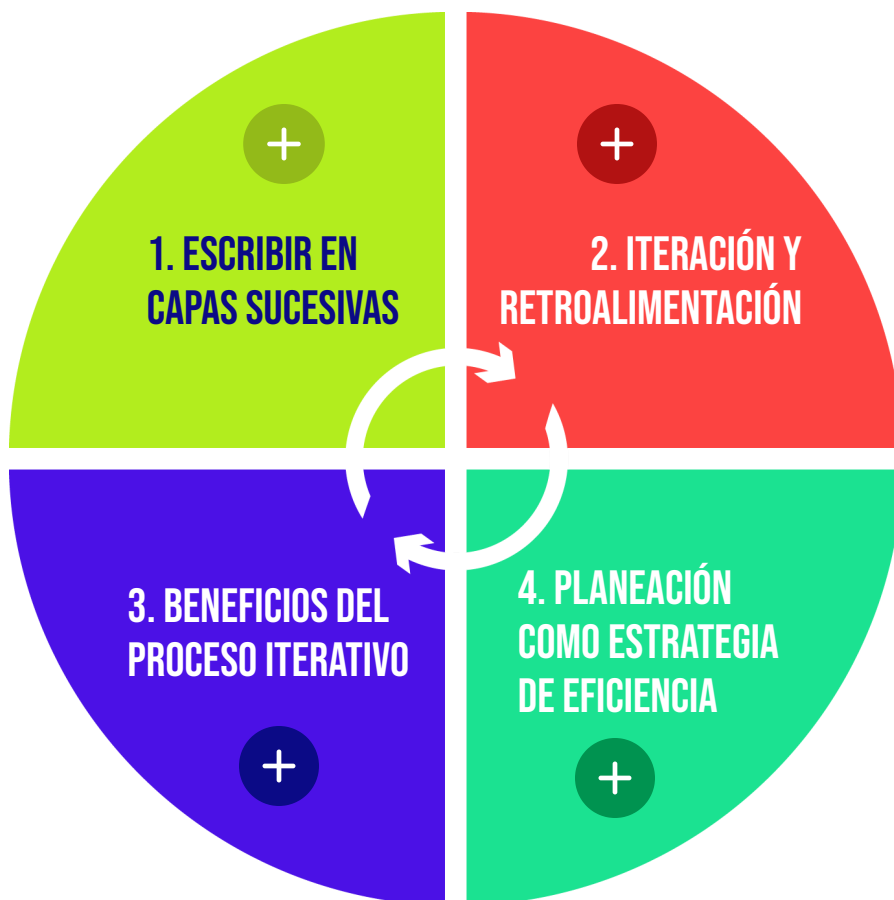 1. ESCRIBIR EN
CAPAS SUCESIVAS
2. ITERACIÓN Y
RETROALIMENTACIÓN
3. BENEFICIOS DEL
PROCESO ITERATIVO
4. PLANEACIÓN
COMO ESTRATEGIA
DE EFICIENCIA